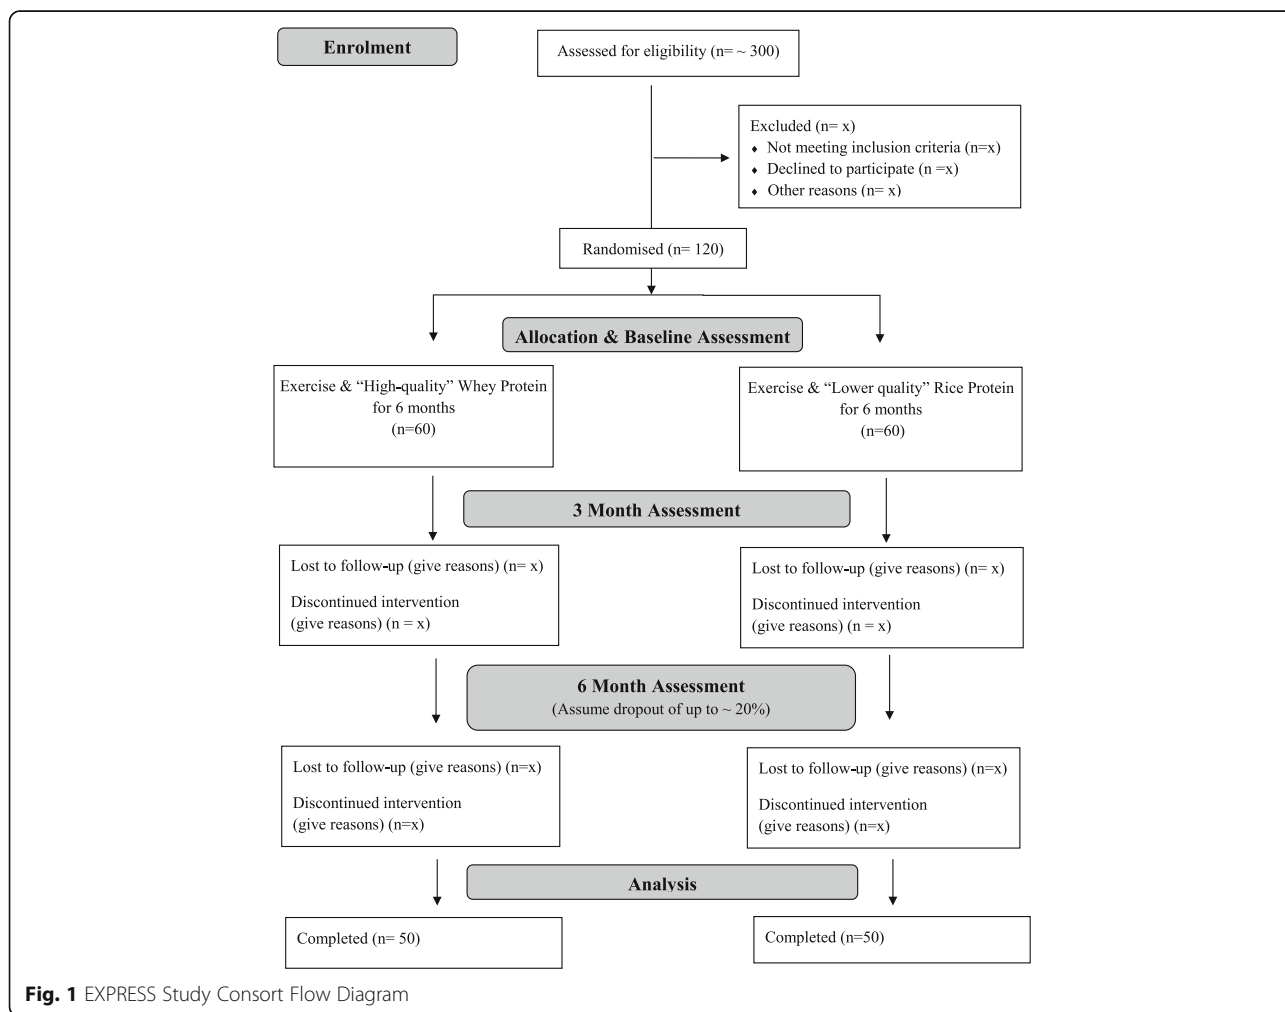 Enrolment
Assessed for eligibility (n= ~ 300)
Excluded (n= x)
♦ Not meeting inclusion criteria (n=x)
♦ Declined to participate (n =x)
♦ Other reasons (n= x)
Randomised (n= 120)
Allocation & Baseline Assessment
Exercise & “High-quality” Whey Protein
for 6 months
(n=60)
Exercise & “Lower quality” Rice Protein
for 6 months
(n=60)
3 Month Assessment
Lost to follow-up (give reasons) (n= x)
Discontinued intervention
(give reasons) (n = x)
Lost to follow-up (give reasons) (n= x)
Discontinued intervention
(give reasons) (n = x)
6 Month Assessment
(Assume dropout of up to ~ 20%)
Lost to follow-up (give reasons) (n=x)
Discontinued intervention
(give reasons) (n=x)
Lost to follow-up (give reasons) (n=x)
Discontinued intervention
(give reasons) (n=x)
Analysis
Completed (n= 50)
Completed (n=50)
Fig. 1 EXPRESS Study Consort Flow Diagram